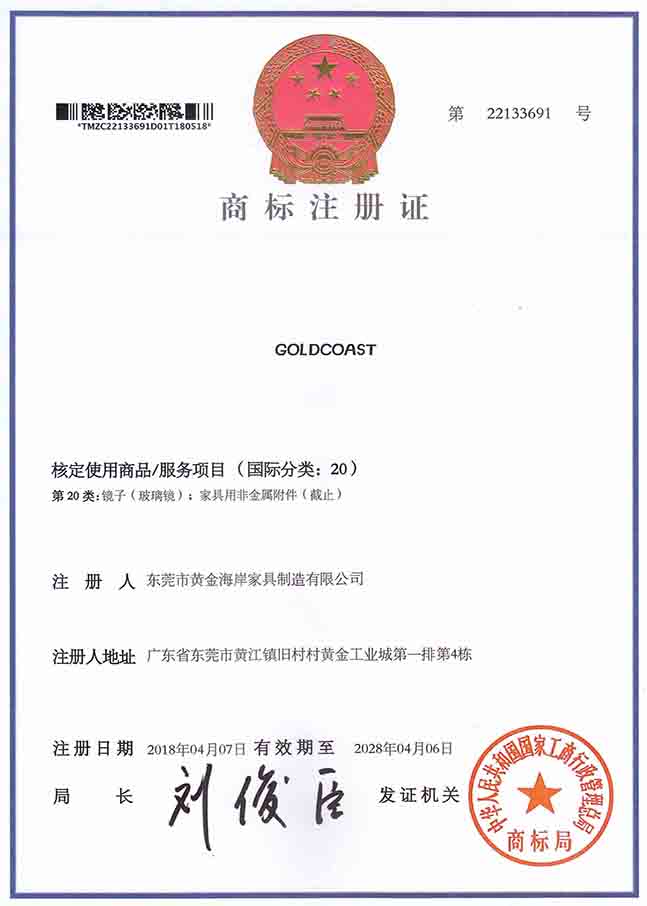 *TMZC22133691D01T180518*
第 22133691 号
商标注册证
GOLDCOAST
核定使用商品/服务项目（国际分类：20）
第20类：镜子（玻璃镜）；家具用非金属附件（截止）
注 册 人 东莞市黄金海岸家具制造有限公司
注册人地址 广东省东莞市黄江镇旧村村黄金工业城第一排第4栋
注册日期 2018年04月07日 有效期至 2028年04月06日
局 长 刘俊臣 发证机关
中华人民共和国国家工商行政管理总局
商标局